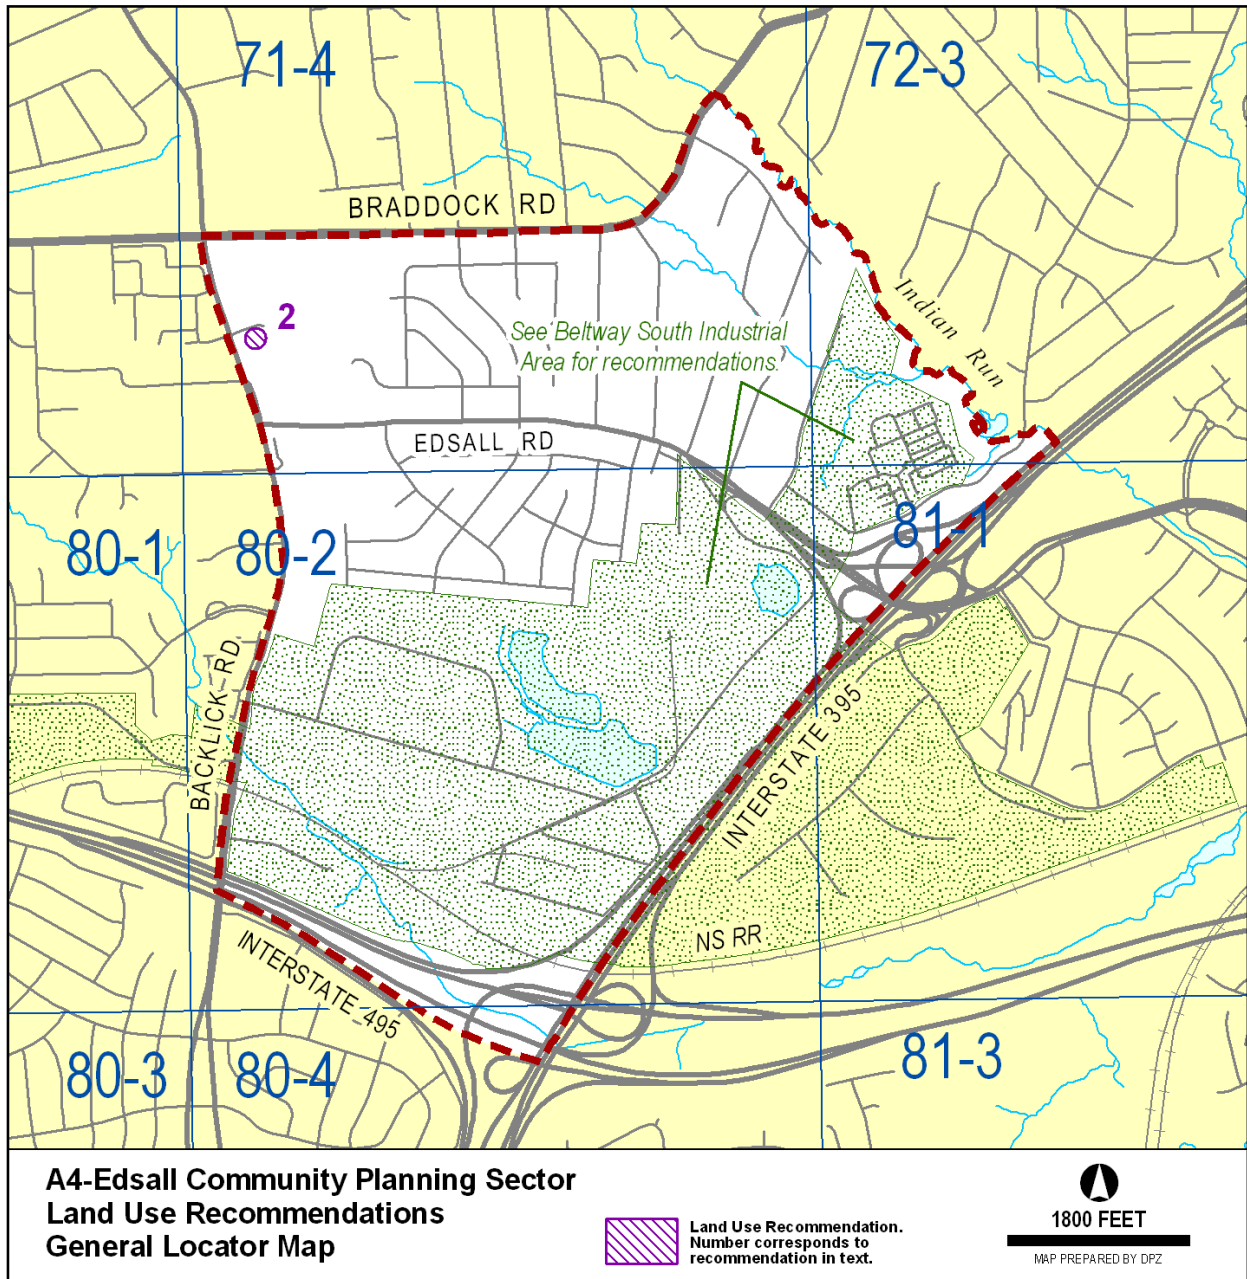 71-4
72-3
BRADDOCK RD
2
See Beltway South Industrial
Area for recommendations.
Indian Run
EDSALL RD
80-1
80-2
81-1
BACKLICK RD
INTERSTATE 395
NS RR
INTERSTATE 495
80-3
80-4
81-3
A4-Edsall Community Planning Sector
Land Use Recommendations
General Locator Map
Land Use Recommendation.
Number corresponds to
recommendation in text.
1800 FEET
MAP PREPARED BY DPZ